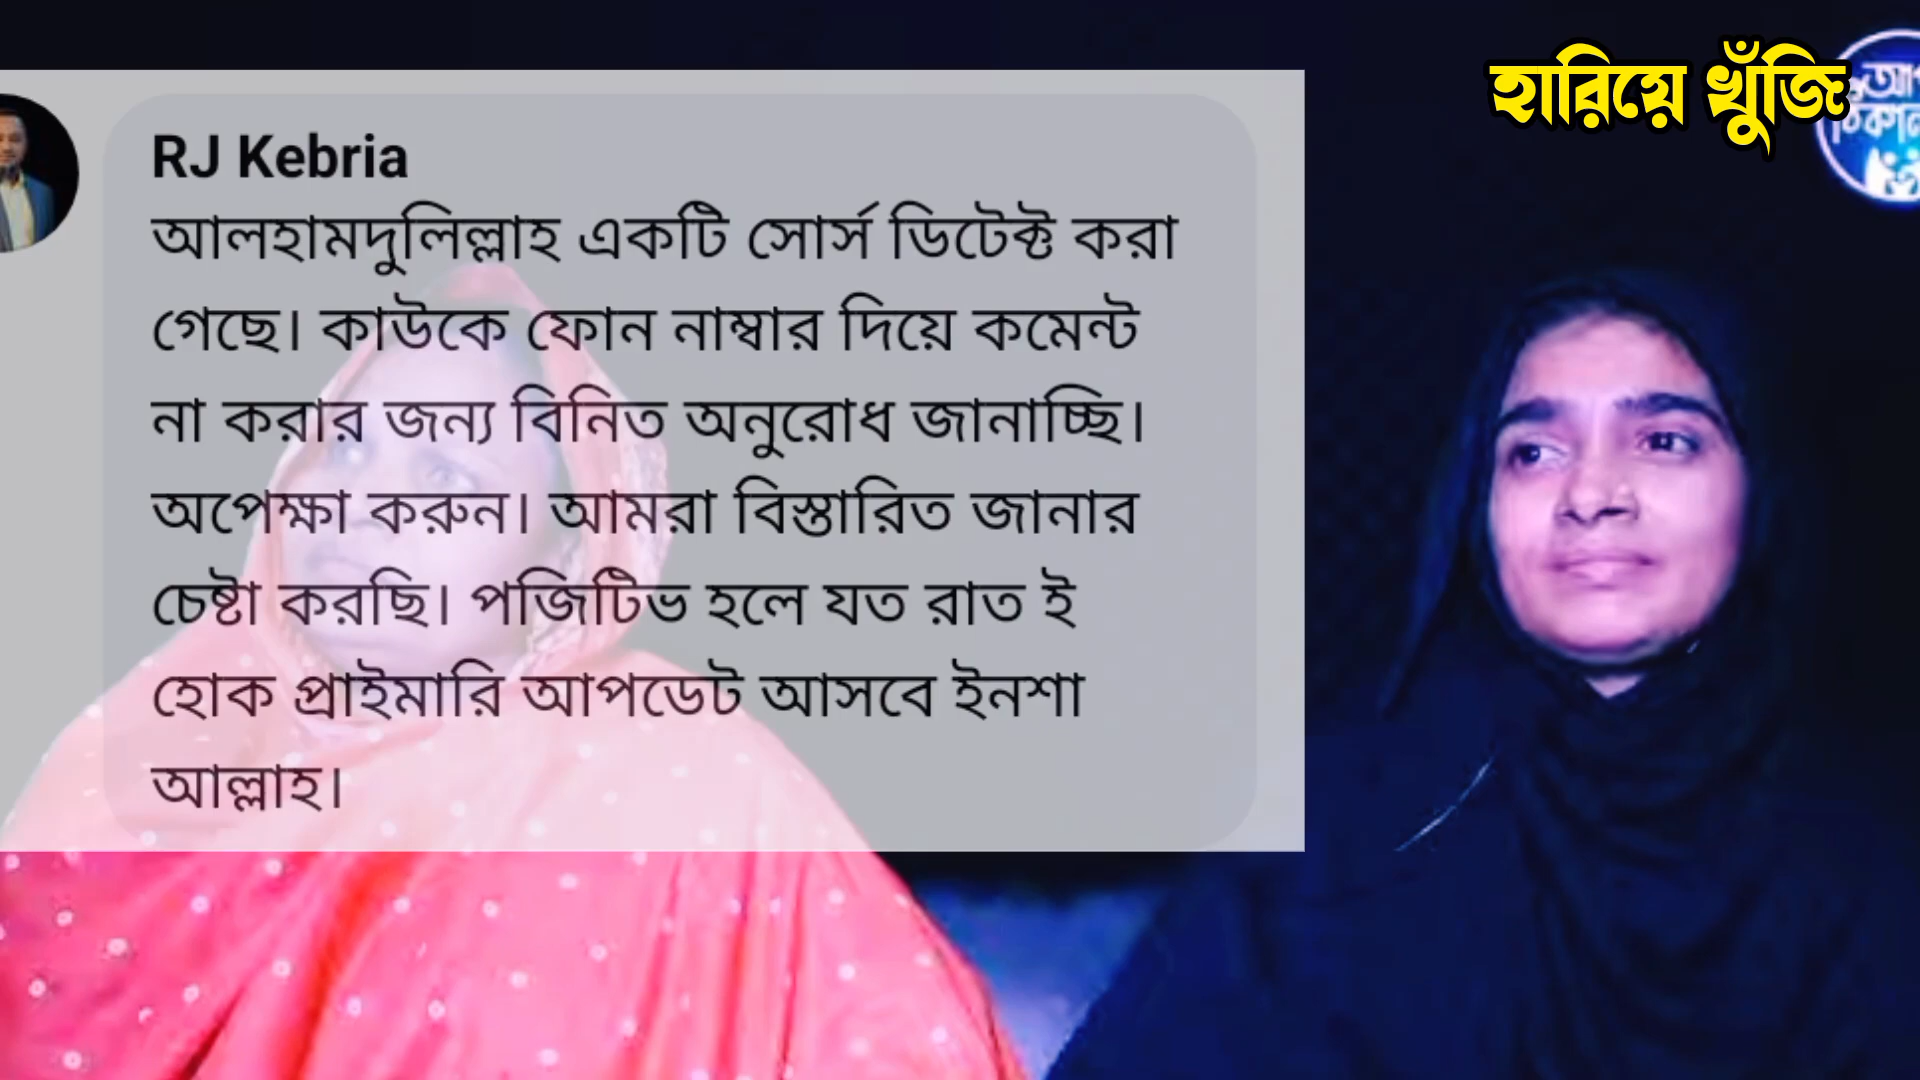 হারিয়ে খুঁজি
RJ Kebria
আলহামদুলিল্লাহ একটি সোর্স ডিটেক্ট করা
গেছে। কাউকে ফোন নাম্বার দিয়ে কমেন্ট
না করার জন্য বিনিত অনুরোধ জানাচ্ছি।
অপেক্ষা করুন। আমরা বিস্তারিত জানার
চেষ্টা করছি। পজিটিভ হলে যত রাত ই
হোক প্রাইমারি আপডেট আসবে ইনশা
আল্লাহ।